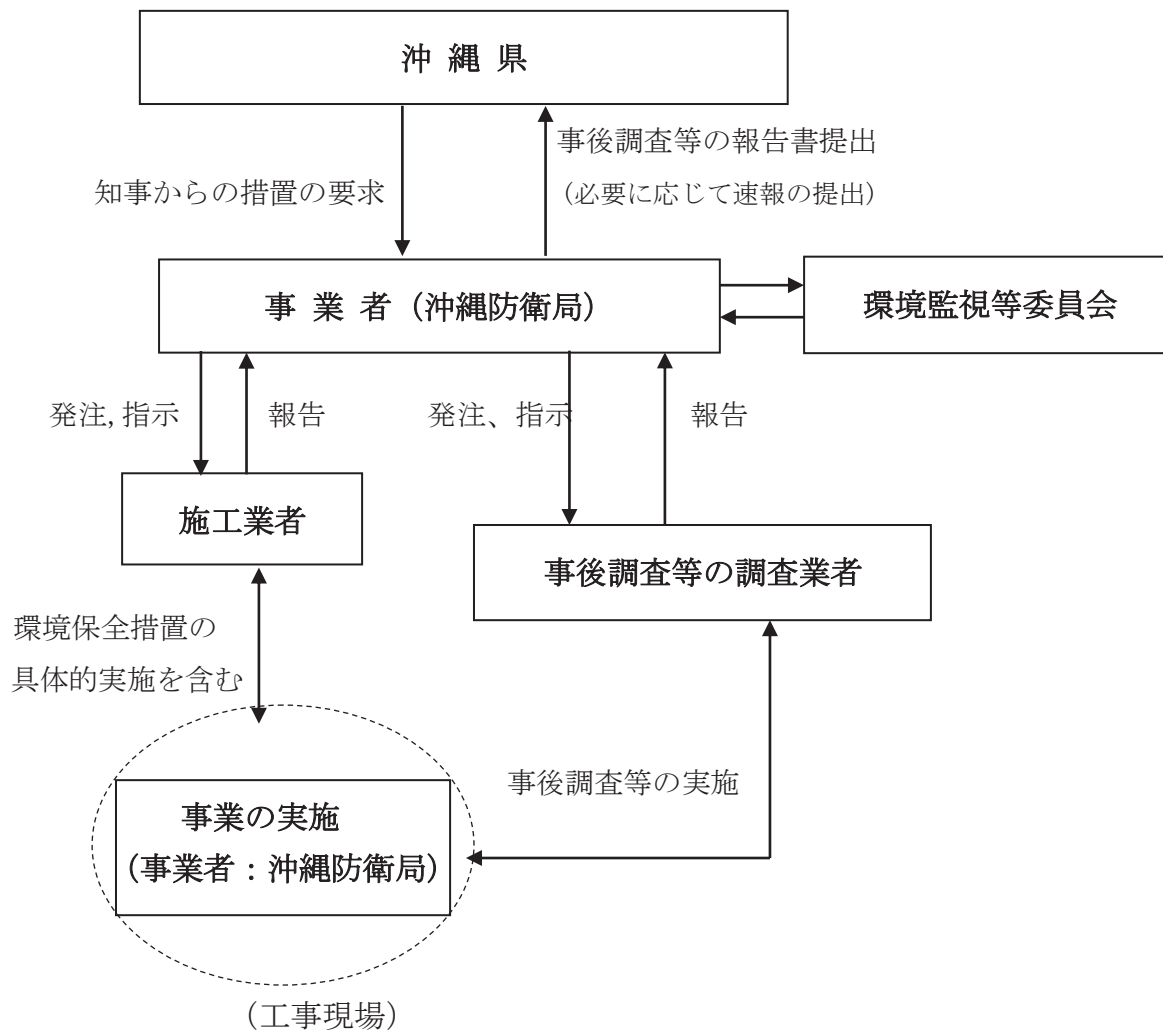 沖 縄 県
事後調査等の報告書提出
知事からの措置の要求
(必要に応じて速報の提出)
事 業 者（沖縄防衛局）
環境監視等委員会
発注,指示
報告
発注、指示
報告
施工業者
事後調査等の調査業者
環境保全措置の
具体的実施を含む
事後調査等の実施
事業の実施
（事業者：沖縄防衛局）
（工事現場）